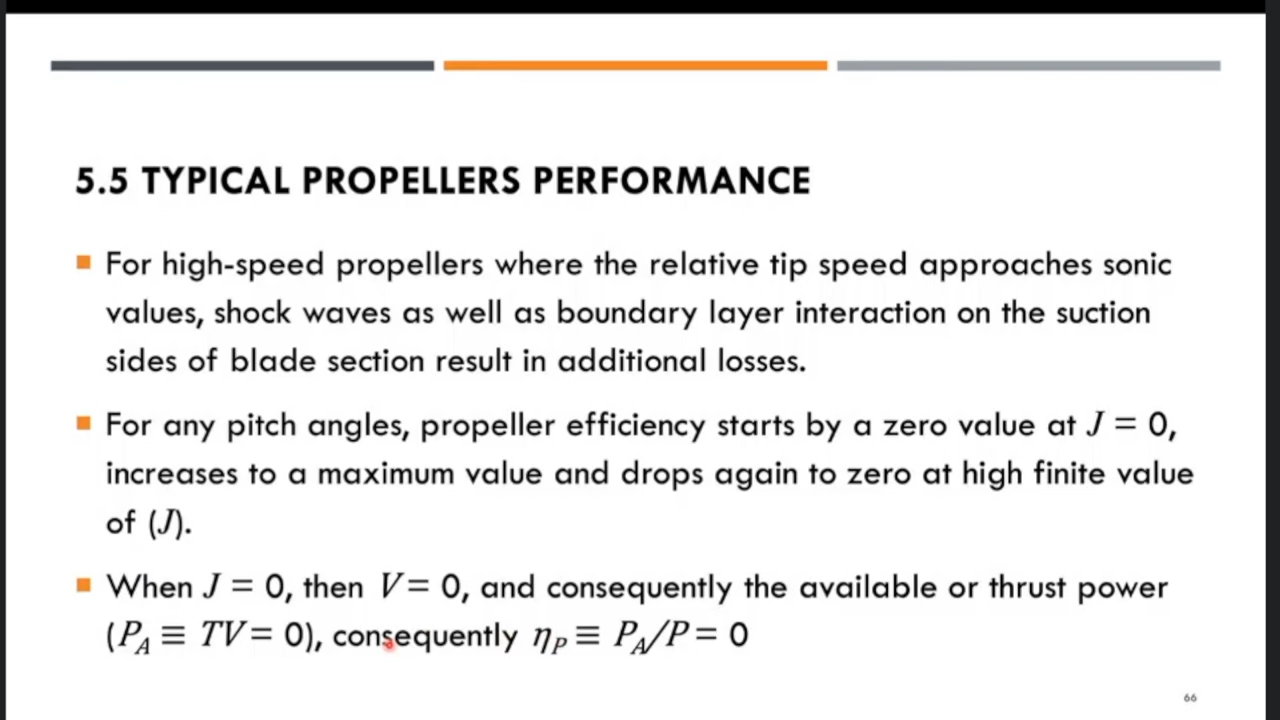 5.5 TYPICAL PROPELLERS PERFORMANCE
For high-speed propellers where the relative tip speed approaches sonic
values, shock waves as well as boundary layer interaction on the suction
sides of blade section result in additional losses.
For any pitch angles, propeller efficiency starts by a zero value at J = 0,
increases to a maximum value and drops again to zero at high finite value
of (J).
When J = 0, then V = 0, and consequently the available or thrust power
(P_A ≡ TV = 0), consequently η_P ≡ P_A/P = 0
66